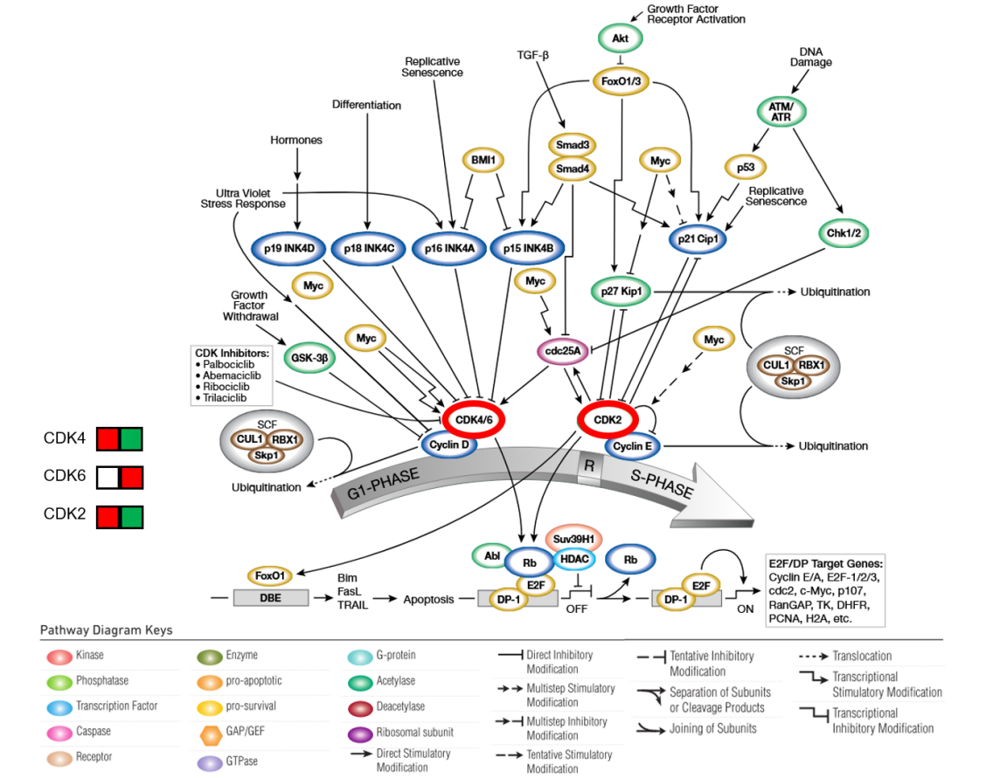 Growth Factor
Receptor Activation
Akt
TGF-β
DNA
Damage
Replicative
Senescence
FoxO1/3
Differentiation
ATM/
ATR
Hormones
Smad3
BMI1
Myc
p53
Smad4
Ultra Violet
Stress Response
Replicative
Senescence
p19 INK4D
p18 INK4C
p16 INK4A
p15 INK4B
p21 Cip1
Chk1/2
Myc
Myc
p27 Kip1
Ubiquitination
Growth
Factor
Withdrawal
Myc
Myc
CDK Inhibitors:
• Palbociclib
• Abemaciclib
• Ribociclib
• Trilaciclib
GSK-3β
cdc25A
SCF
CUL1
RBX1
Skp1
CDK4/6
CDK2
CDK4
SCF
CUL1
RBX1
Skp1
Cyclin D
Cyclin E
Ubiquitination
CDK6
Ubiquitination
G1-PHASE
R
S-PHASE
CDK2
Suv39H1
Abl
Rb
HDAC
Rb
E2F/DP Target Genes:
Cyclin E/A, E2F-1/2/3,
cdc2, c-Myc, p107,
RanGAP, TK, DHFR,
PCNA, H2A, etc.
FoxO1
DBE
Bim
FasL
TRAIL
Apoptosis
E2F
DP-1
OFF
E2F
DP-1
ON
Pathway Diagram Keys
Kinase
Phosphatase
Transcription Factor
Caspase
Receptor
Enzyme
pro-apoptotic
pro-survival
GAP/GEF
GTPase
G-protein
Acetylase
Deacetylase
Ribosomal subunit
Direct Stimulatory
Modification
Direct Inhibitory
Modification
Multistep Stimulatory
Modification
Multistep Inhibitory
Modification
Tentative Stimulatory
Modification
Tentative Inhibitory
Modification
Separation of Subunits
or Cleavage Products
Joining of Subunits
Translocation
Transcriptional
Stimulatory Modification
Transcriptional
Inhibitory Modification